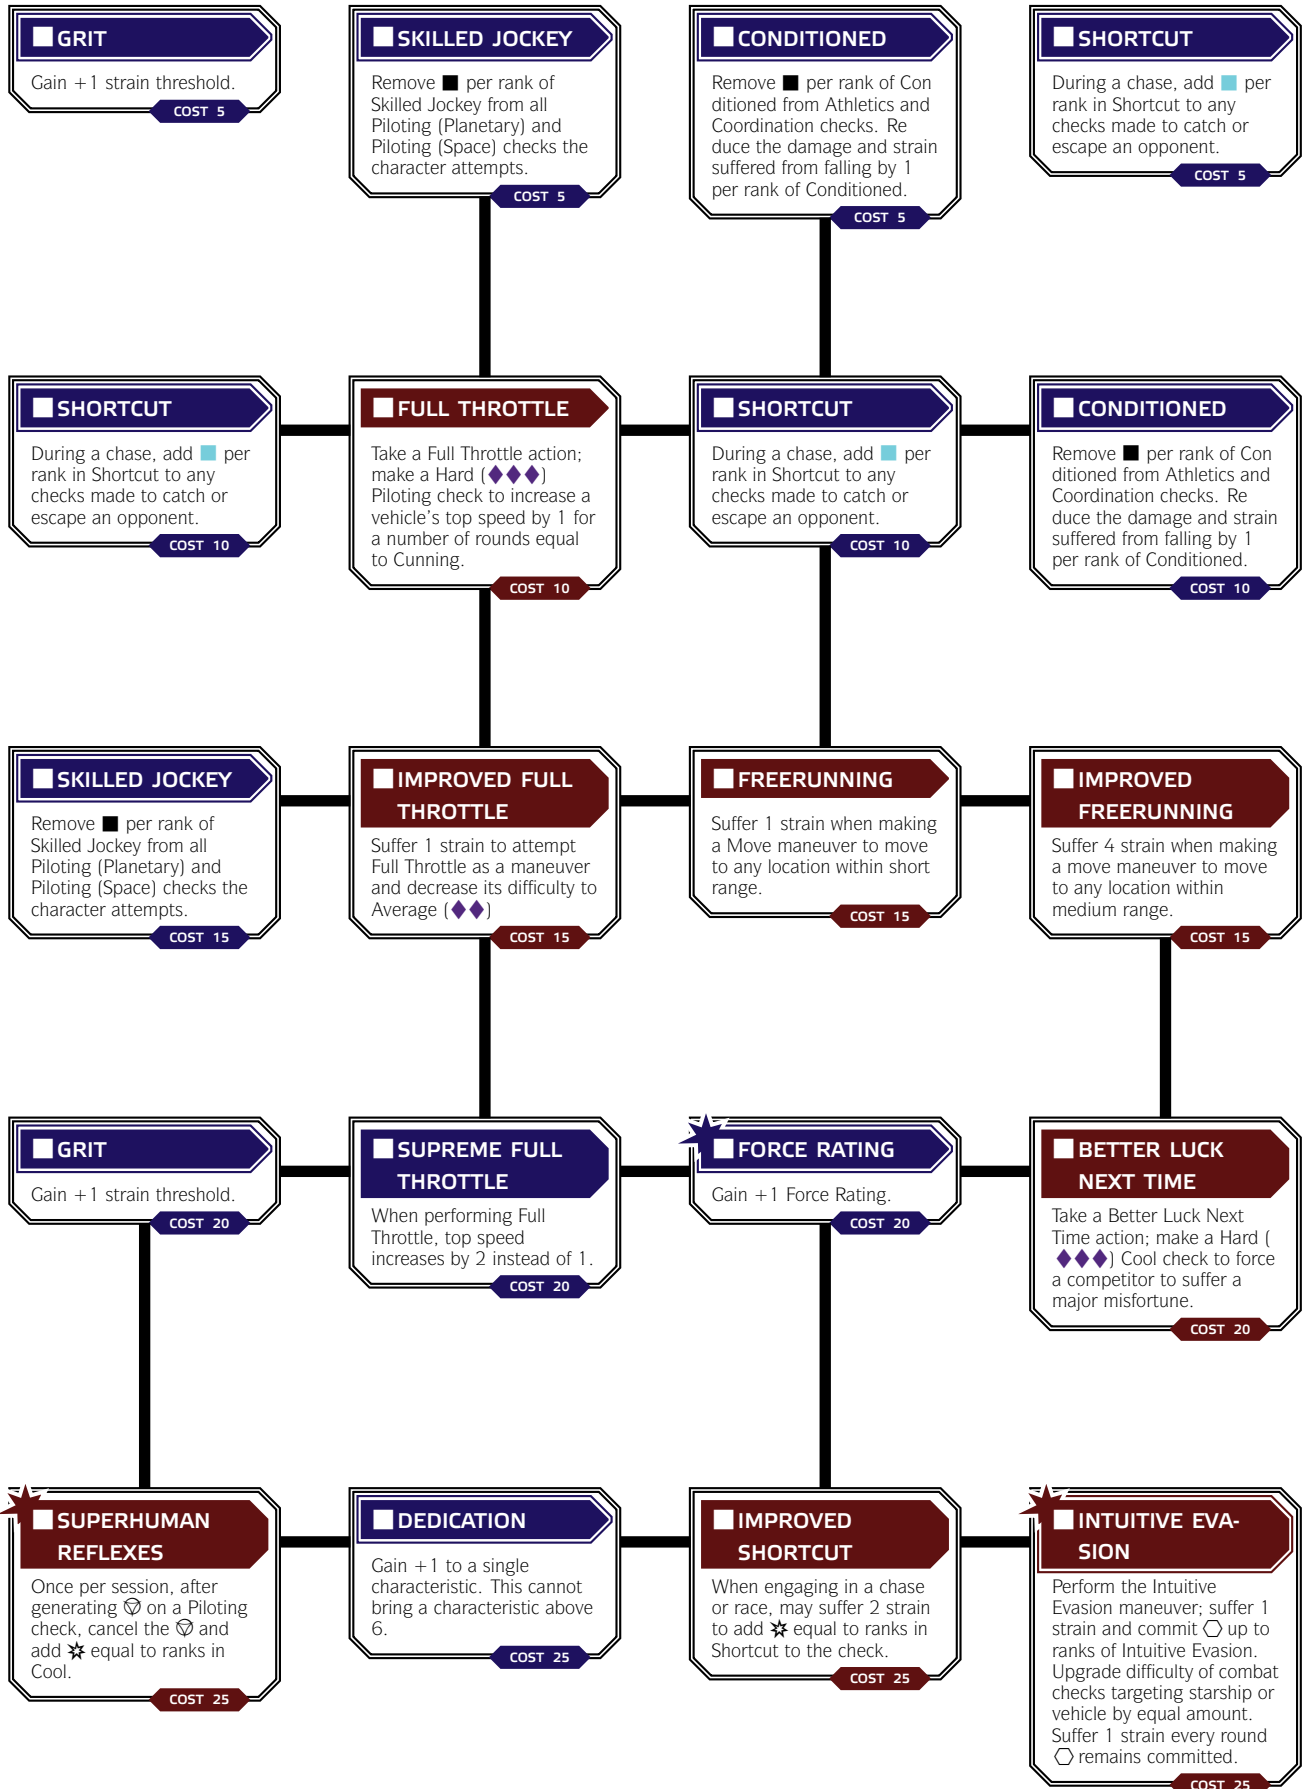 GRIT
Gain +1 strain threshold.
COST 5
SKILLED JOCKEY
Remove ■ per rank of
Skilled Jockey from all
Piloting (Planetary) and
Piloting (Space) checks the
character attempts.
COST 5
CONDITIONED
Remove ■ per rank of Con
ditioned from Athletics and
Coordination checks. Re
duce the damage and strain
suffered from falling by 1
per rank of Conditioned.
COST 5
SHORTCUT
During a chase, add ■ per
rank in Shortcut to any
checks made to catch or
escape an opponent.
COST 5
SHORTCUT
During a chase, add ■ per
rank in Shortcut to any
checks made to catch or
escape an opponent.
COST 10
FULL THROTTLE
Take a Full Throttle action;
make a Hard (◆◆◆)
Piloting check to increase a
vehicle's top speed by 1 for
a number of rounds equal
to Cunning.
COST 10
SHORTCUT
During a chase, add ■ per
rank in Shortcut to any
checks made to catch or
escape an opponent.
COST 10
CONDITIONED
Remove ■ per rank of Con
ditioned from Athletics and
Coordination checks. Re
duce the damage and strain
suffered from falling by 1
per rank of Conditioned.
COST 10
SKILLED JOCKEY
Remove ■ per rank of
Skilled Jockey from all
Piloting (Planetary) and
Piloting (Space) checks the
character attempts.
COST 15
IMPROVED FULL
THROTTLE
Suffer 1 strain to attempt
Full Throttle as a maneuver
and decrease its difficulty to
Average (◆◆)
COST 15
FREERUNNING
Suffer 1 strain when making
a Move maneuver to move
to any location within short
range.
COST 15
IMPROVED
FREERUNNING
Suffer 4 strain when making
a move maneuver to move
to any location within
medium range.
COST 15
GRIT
Gain +1 strain threshold.
COST 20
SUPREME FULL
THROTTLE
When performing Full
Throttle, top speed
increases by 2 instead of 1.
COST 20
FORCE RATING
Gain +1 Force Rating.
COST 20
BETTER LUCK
NEXT TIME
Take a Better Luck Next
Time action; make a Hard (
◆◆◆) Cool check to force
a competitor to suffer a
major misfortune.
COST 20
SUPERHUMAN
REFLEXES
Once per session, after
generating on a Piloting
check, cancel the and
add equal to ranks in
Cool.
COST 25
DEDICATION
Gain +1 to a single
characteristic. This cannot
bring a characteristic above
6.
COST 25
IMPROVED
SHORTCUT
When engaging in a chase
or race, may suffer 2 strain
to add equal to ranks in
Shortcut to the check.
COST 25
INTUITIVE EVA-
SION
Perform the Intuitive
Evasion maneuver; suffer 1
strain and commit up to
ranks of Intuitive Evasion.
Upgrade difficulty of combat
checks targeting starship or
vehicle by equal amount.
Suffer 1 strain every round
remains committed.
COST 25